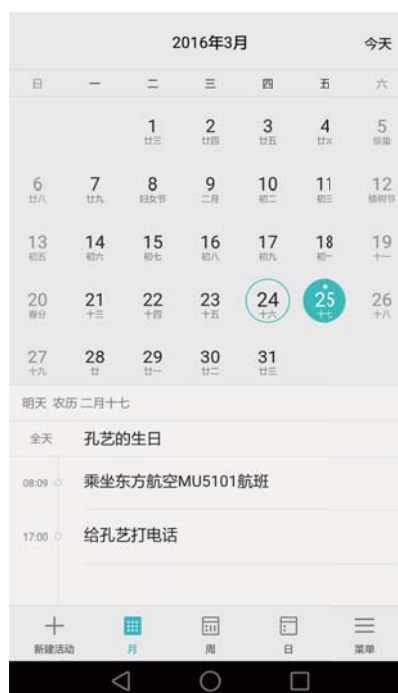 2016年3月 今天
日 一 二 三 四 五 六
1 2 3 4 5
廿三 廿四 廿五 廿六 惊蛰
6 7 8 9 10 11 12
廿八 廿九 妇女节 二月 初二 初三 植树节
13 14 15 16 17 18 19
初五 初六 初七 初八 初九 初一 十一
20 21 22 23 24 25 26
春分 十三 十四 十五 十六 十七 十八
27 28 29 30 31
十九 廿 廿一 廿二 廿三
明天 农历 二月十七
全天 孔艺的生日
08:09 乘坐东方航空MU5101航班
17:00 给孔艺打电话
新建活动 月 周 日 菜单